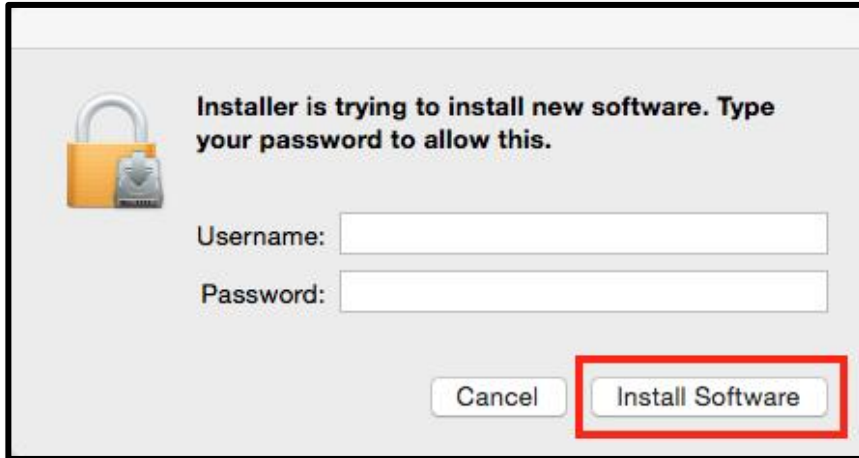 Installer is trying to install new software. Type
your password to allow this.
Username:
Password:
Cancel Install Software